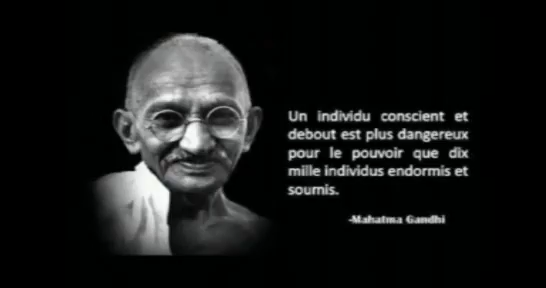 Un individu conscient et
debout est plus dangereux
pour le pouvoir que dix
mille individus endormis et
soumis.
-Mahatma Gandhi